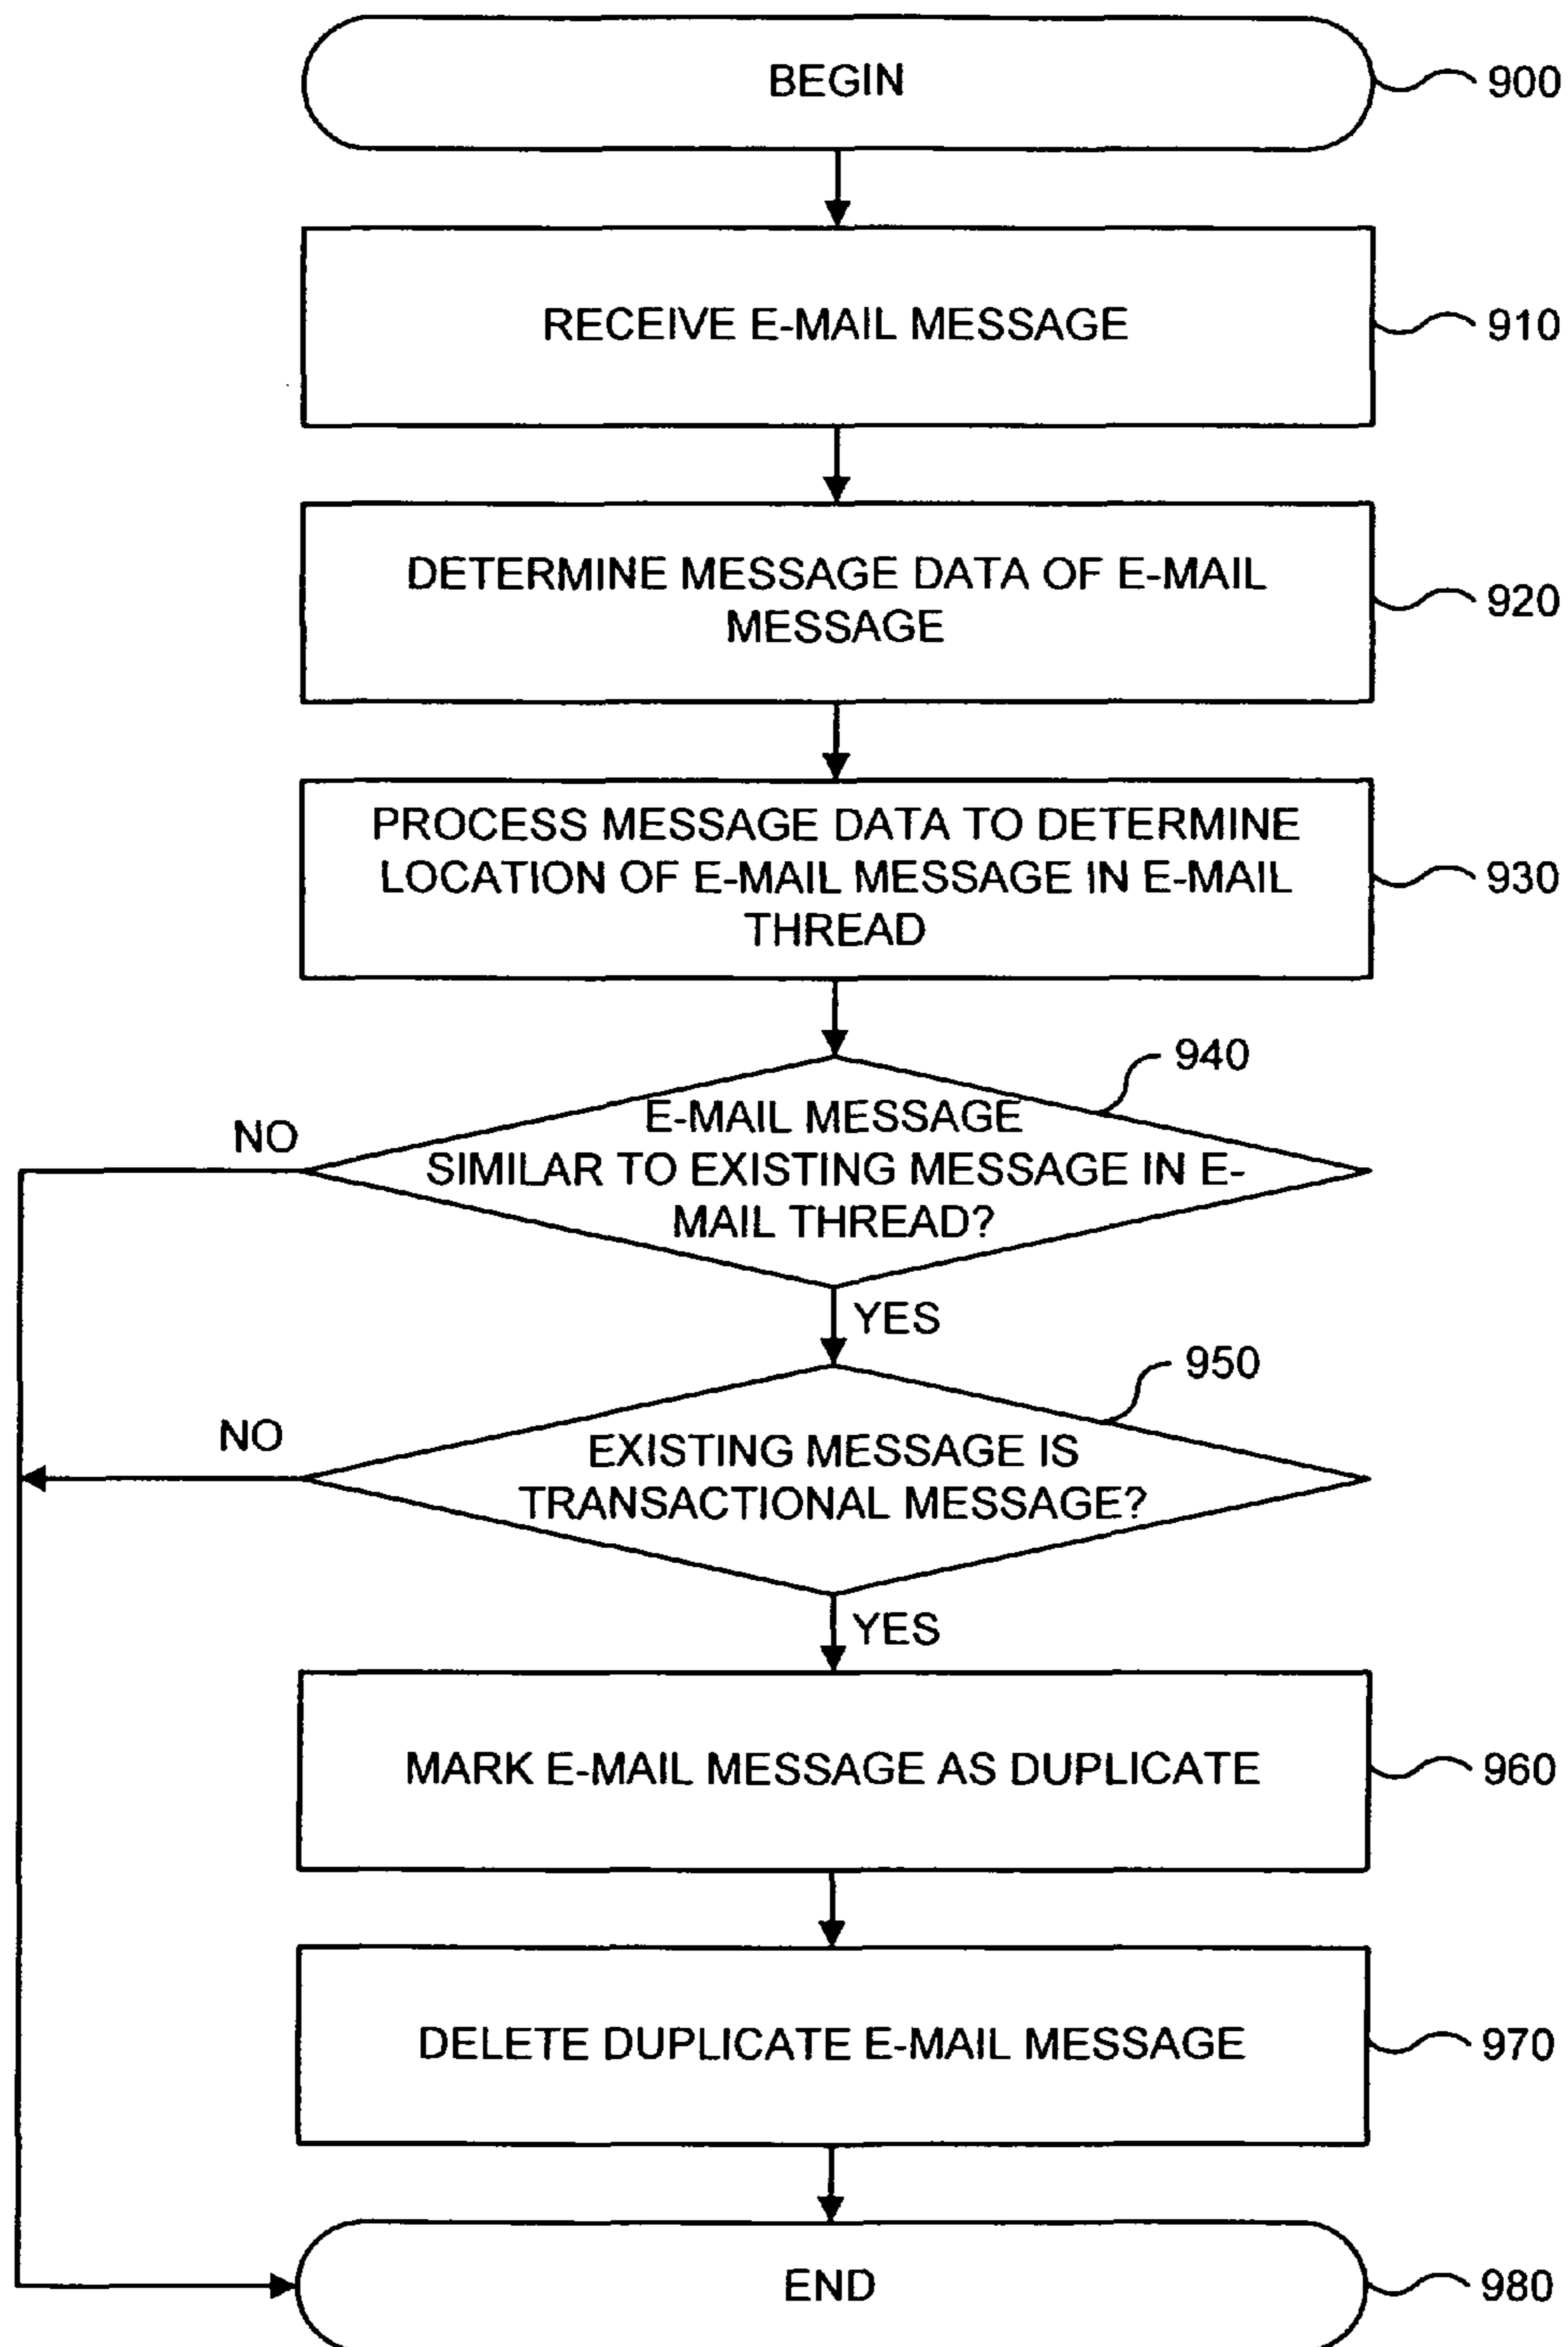 BEGIN
900
RECEIVE E-MAIL MESSAGE
910
DETERMINE MESSAGE DATA OF E-MAIL
MESSAGE
920
PROCESS MESSAGE DATA TO DETERMINE
LOCATION OF E-MAIL MESSAGE IN E-MAIL
THREAD
930
940
E-MAIL MESSAGE
SIMILAR TO EXISTING MESSAGE IN E-
MAIL THREAD?
NO
YES
950
EXISTING MESSAGE IS
TRANSACTIONAL MESSAGE?
NO
YES
MARK E-MAIL MESSAGE AS DUPLICATE
960
DELETE DUPLICATE E-MAIL MESSAGE
970
END
980